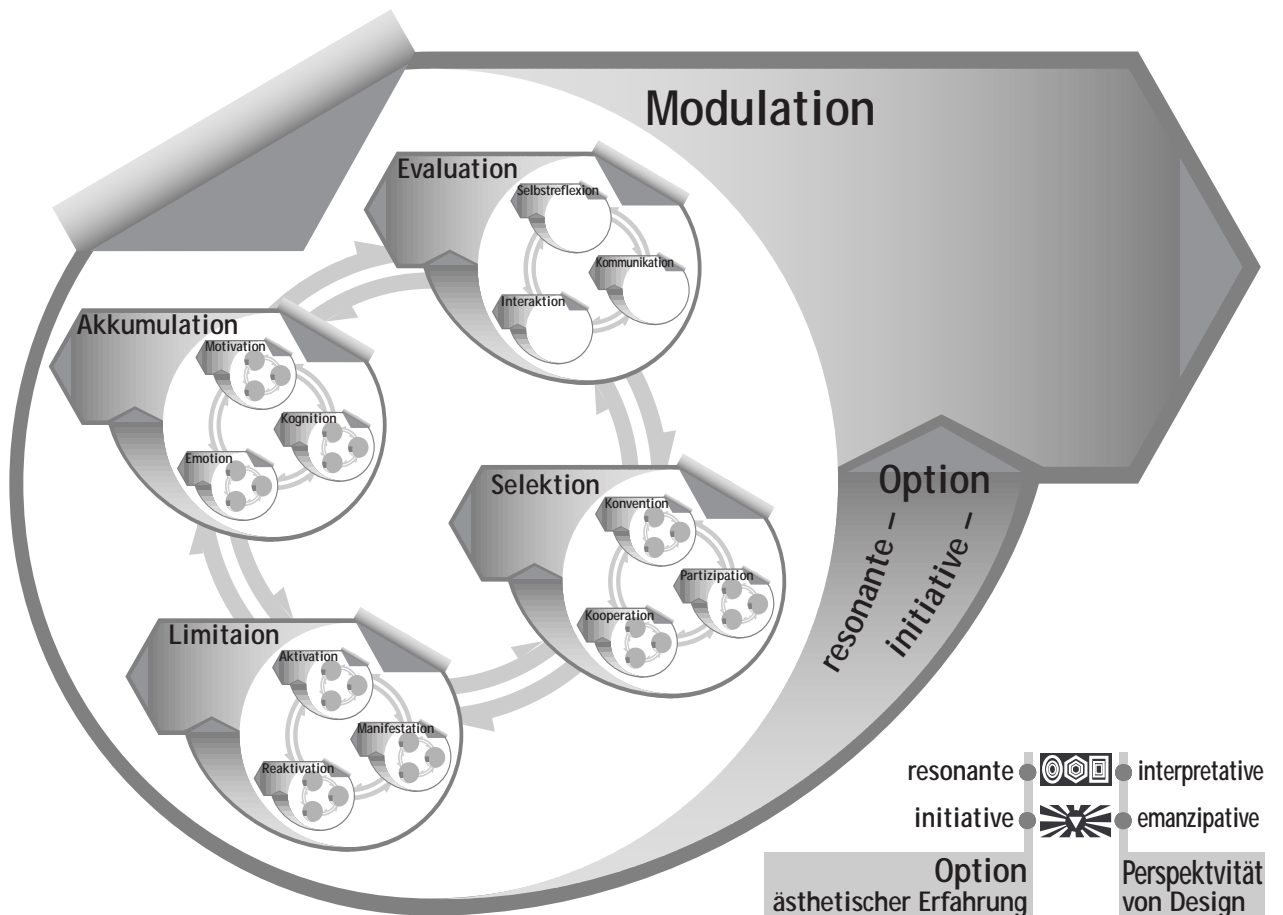 Modulation
Evaluation
Selbstreflexion
Kommunikation
Interaktion
Akkumulation
Motivation
Kognition
Emotion
Selektion
Konvention
Partizipation
Kooperation
Option
resonante –
initiative –
Limitaion
Aktivation
Manifestation
Reaktivation
resonante interpretative
initiative emanzipative
Option
ästhetischer Erfahrung
Perspektvität
von Design